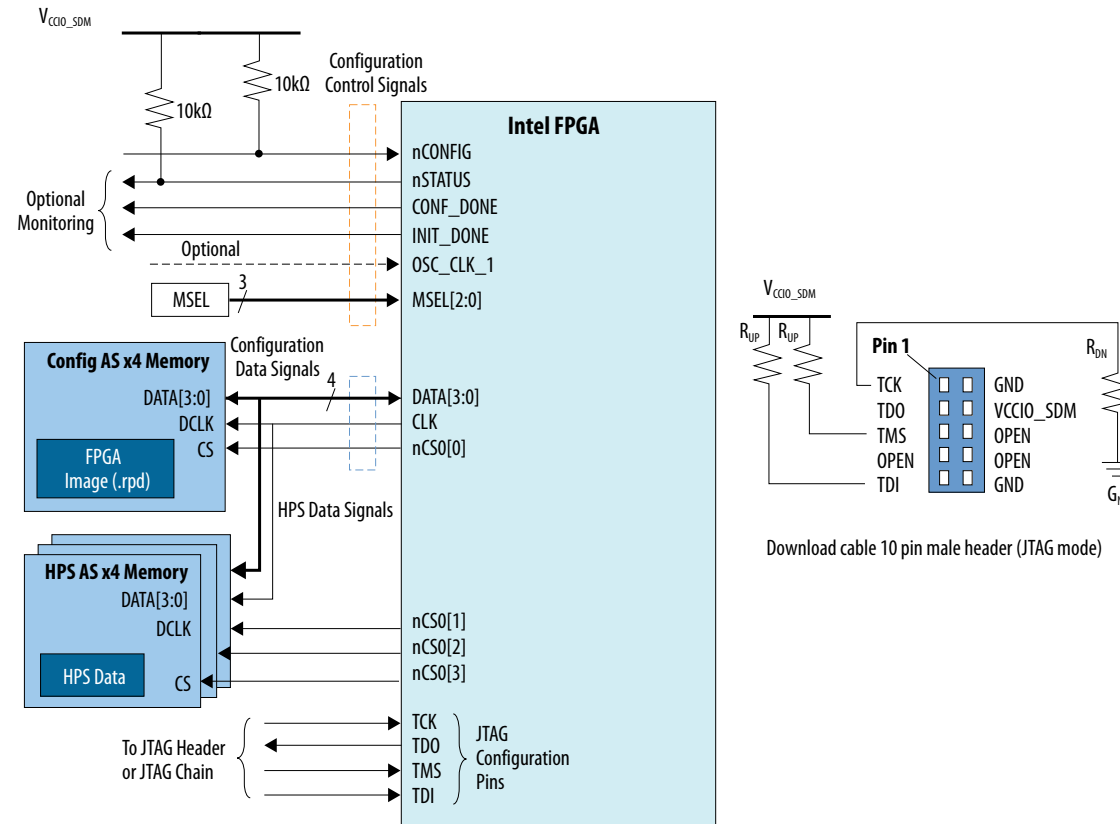 VCCIO_SDM
10kΩ
10kΩ
Configuration
Control Signals
Intel FPGA
nCONFIG
nSTATUS
CONF_DONE
INIT_DONE
OSC_CLK_1
MSEL[2:0]
Optional
Monitoring
Optional
MSEL
3
Config AS x4 Memory
DATA[3:0]
DCLK
CS
FPGA
Image (.rpd)
Configuration
Data Signals
4
DATA[3:0]
CLK
nCS0[0]
HPS Data Signals
HPS AS x4 Memory
DATA[3:0]
DCLK
HPS Data
CS
nCS0[1]
nCS0[2]
nCS0[3]
To JTAG Header
or JTAG Chain
TCK
TDO
TMS
TDI
JTAG
Configuration
Pins
VCCIO_SDM
RUP
RUP
Pin 1
RDN
TCK
TDO
TMS
OPEN
TDI
GND
VCCIO_SDM
OPEN
OPEN
GND
Download cable 10 pin male header (JTAG mode)